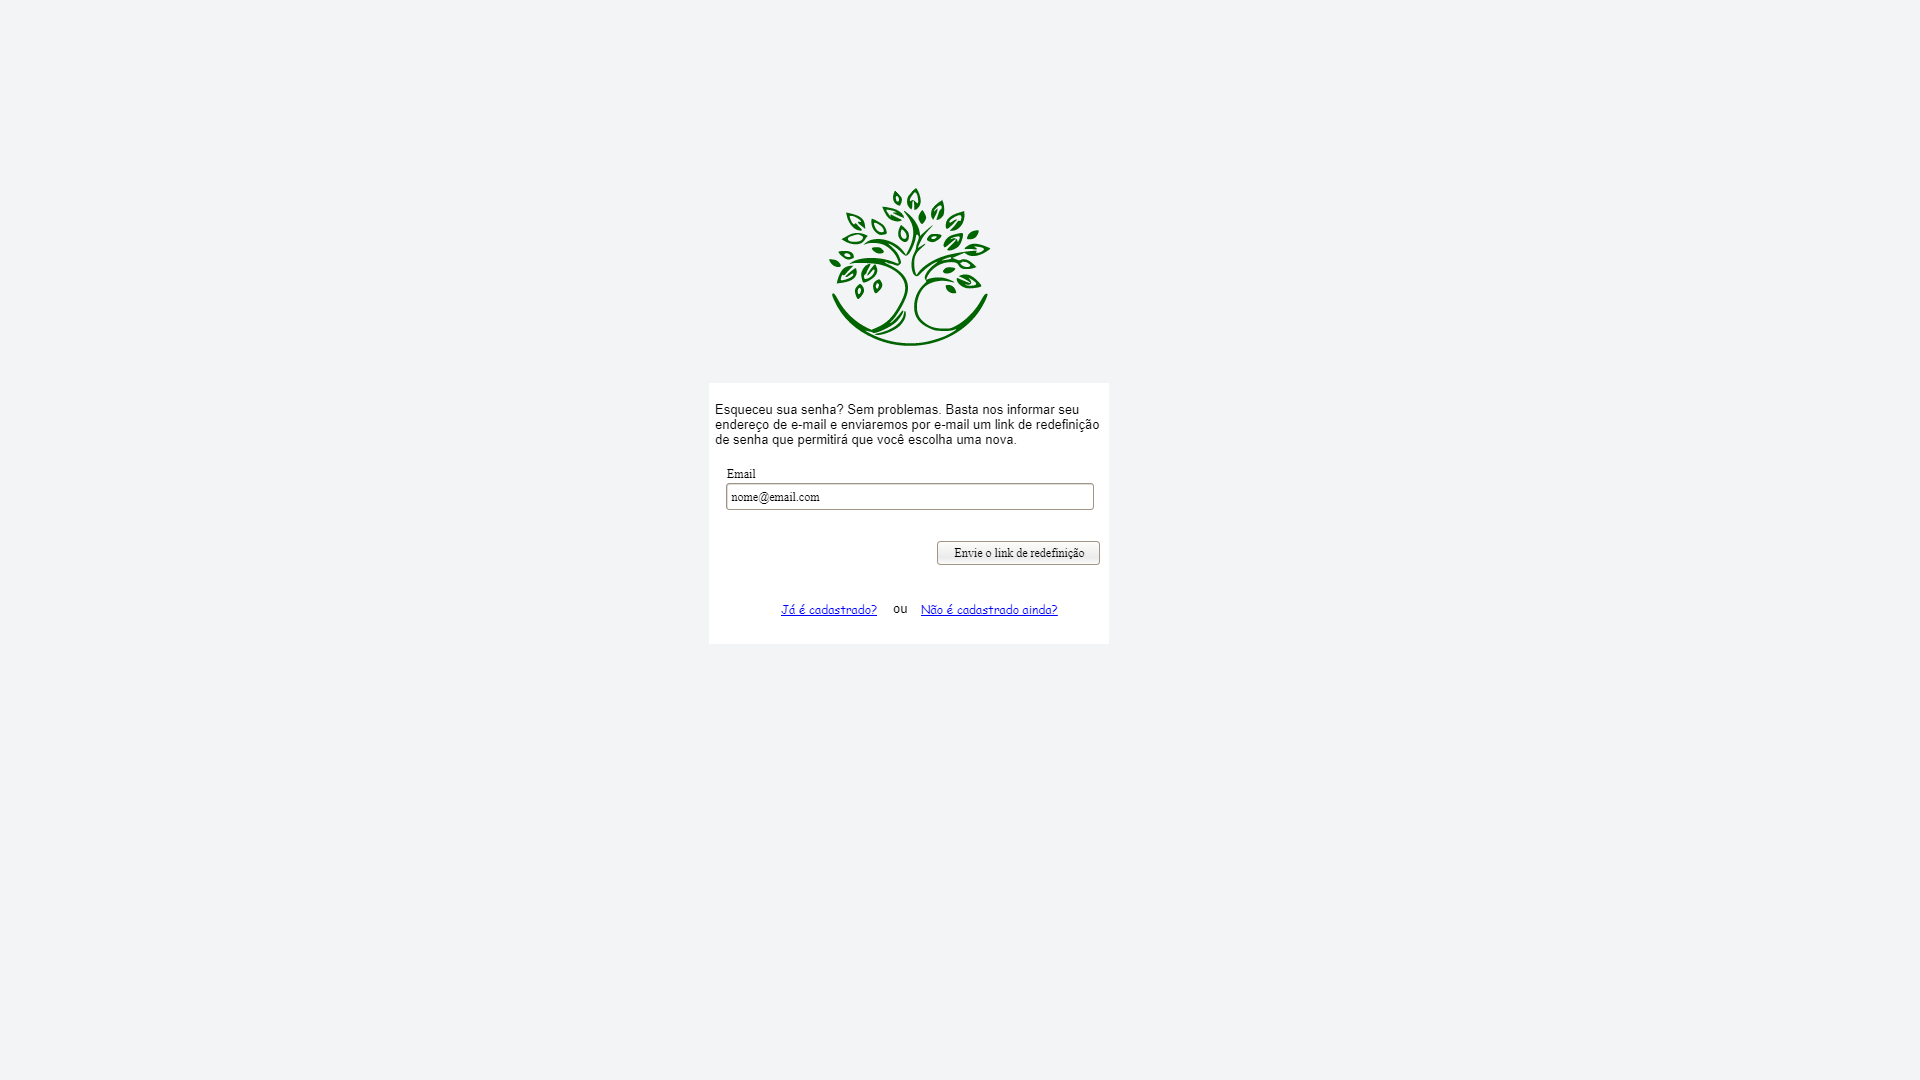 Esqueceu sua senha? Sem problemas. Basta nos informar seu
endereço de e-mail e enviaremos por e-mail um link de redefinição
de senha que permitirá que você escolha uma nova.
Email
nome@email.com
Envie o link de redefinição
Já é cadastrado? ou Não é cadastrado ainda?